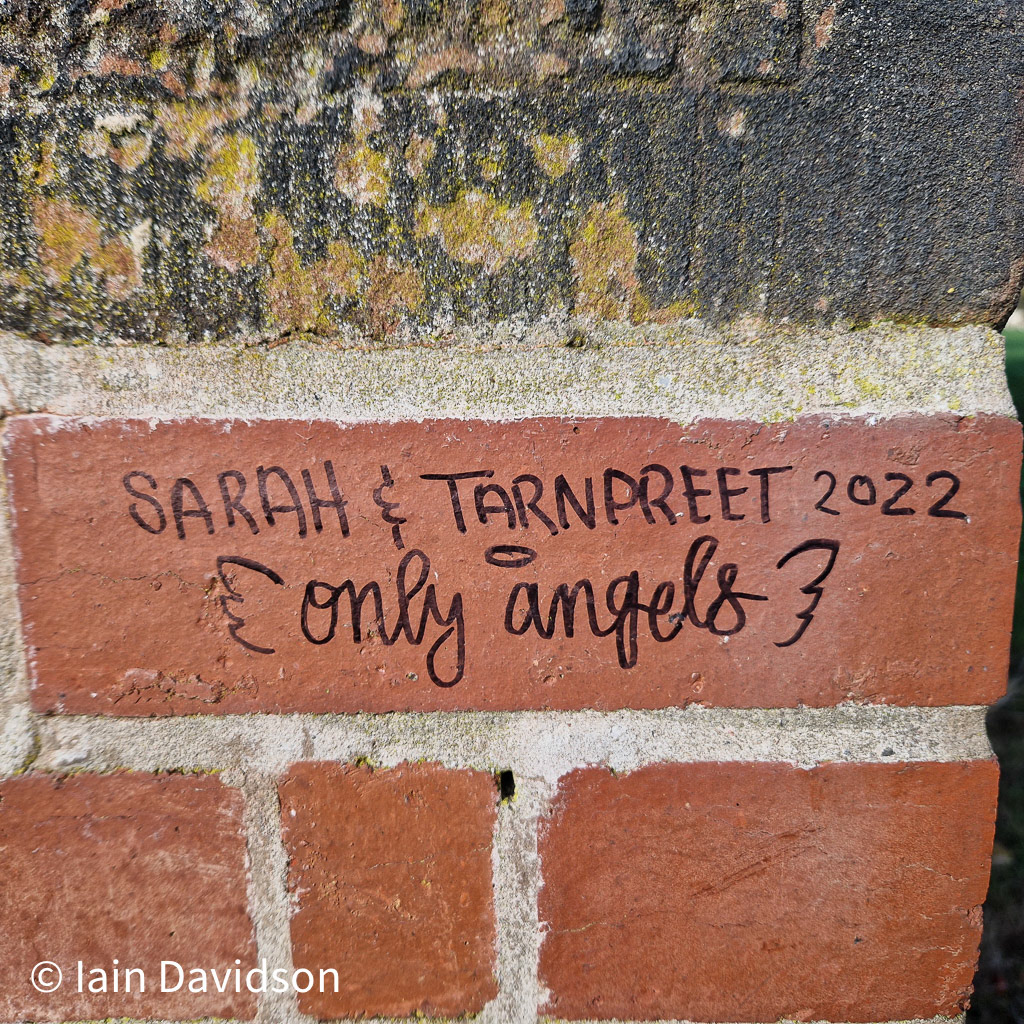 SARAH & TARNPREET 2022
only angels
© Iain Davidson